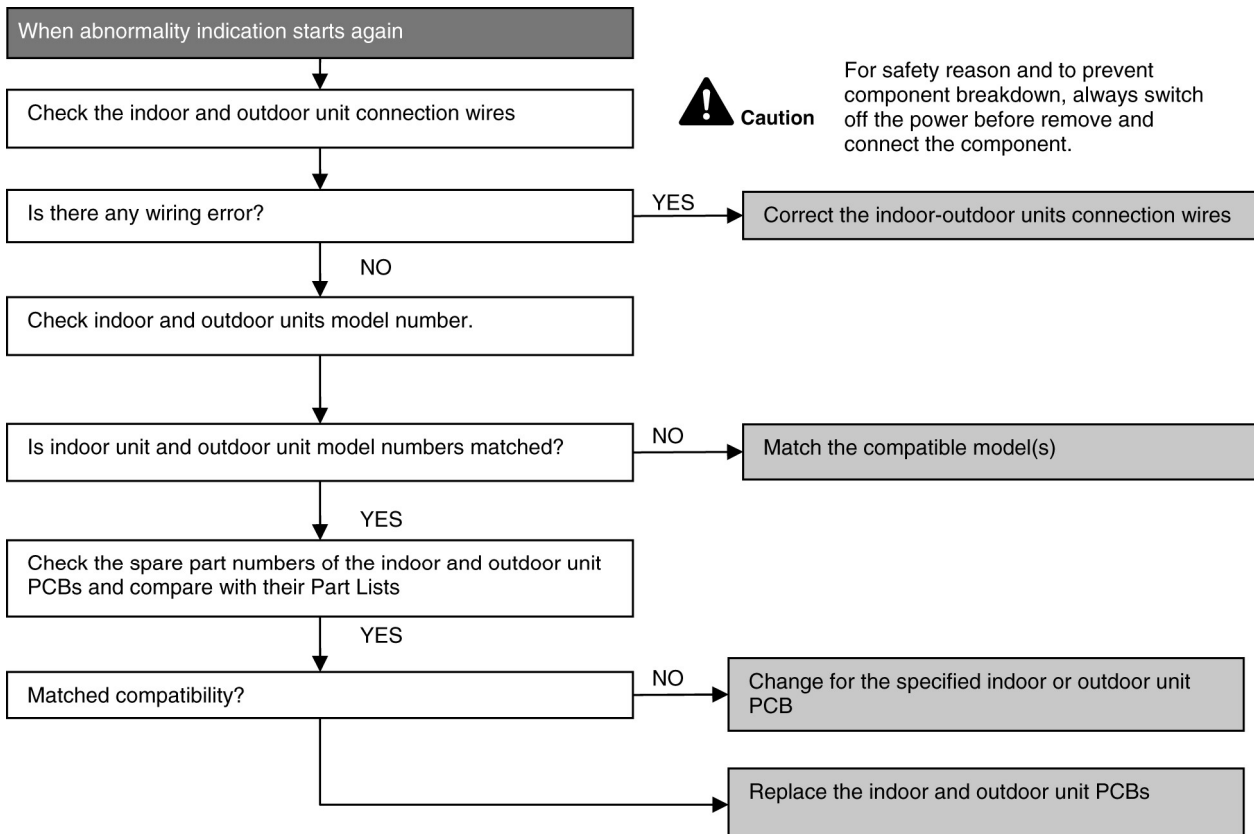 When abnormality indication starts again
Check the indoor and outdoor unit connection wires
Caution
For safety reason and to prevent
component breakdown, always switch
off the power before remove and
connect the component.
Is there any wiring error?
YES
Correct the indoor-outdoor units connection wires
NO
Check indoor and outdoor units model number.
Is indoor unit and outdoor unit model numbers matched?
NO
Match the compatible model(s)
YES
Check the spare part numbers of the indoor and outdoor unit
PCBs and compare with their Part Lists
YES
Matched compatibility?
NO
Change for the specified indoor or outdoor unit
PCB
Replace the indoor and outdoor unit PCBs